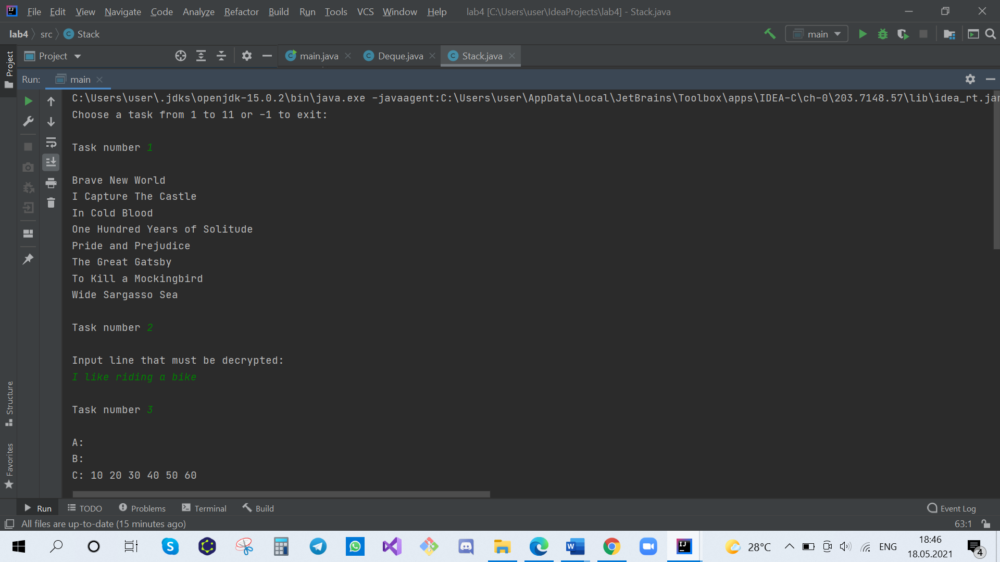 File Edit View Navigate Code Analyze Refactor Build Run Tools VCS Window Help lab4 [C:\Users\user\IdeaProjects\lab4] - Stack.java
lab4 src Stack main
Project main.java Deque.java Stack.java
Project
Run: main
C:\Users\user\.jdks\openjdk-15.0.2\bin\java.exe -javaagent:C:\Users\user\AppData\Local\JetBrains\Toolbox\apps\IDEA-C\ch-0\203.7148.57\lib\idea_rt.jar
Choose a task from 1 to 11 or -1 to exit:
Task number 1
Brave New World
I Capture The Castle
In Cold Blood
One Hundred Years of Solitude
Pride and Prejudice
The Great Gatsby
To Kill a Mockingbird
Wide Sargasso Sea
Task number 2
Input line that must be decrypted:
I like riding a bike
Task number 3
A:
B:
C: 10 20 30 40 50 60
Structure
Favorites
Run TODO Problems Terminal Build Event Log
All files are up-to-date (15 minutes ago) 63:1
28°C ENG 18:46
18.05.2021
4